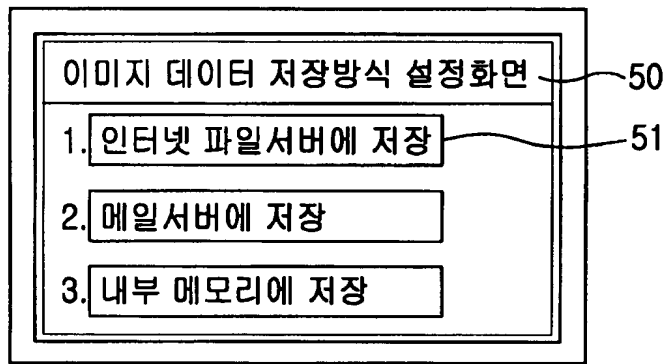 이미지 데이터 저장방식 설정화면 50
1. 인터넷 파일서버에 저장 51
2. 메일서버에 저장
3. 내부 메모리에 저장